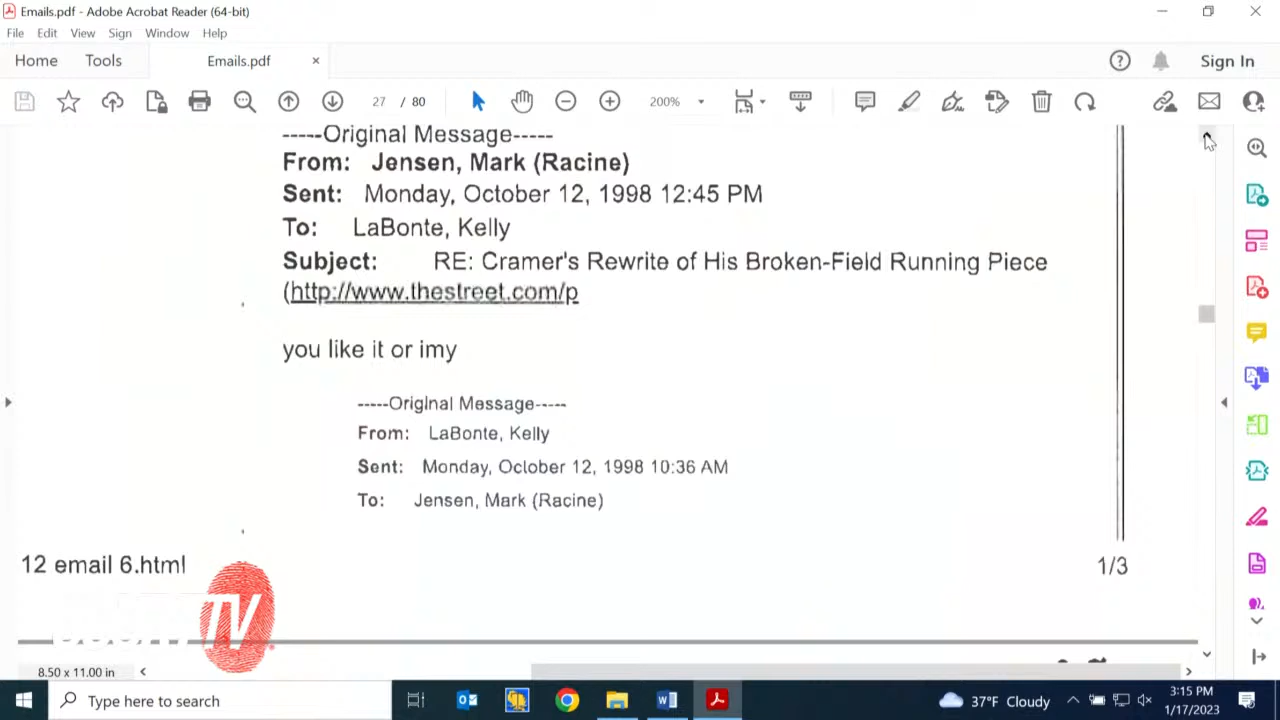 Emails.pdf - Adobe Acrobat Reader (64-bit)
File Edit View Sign Window Help
Home Tools Emails.pdf × Sign In
27 / 80 200%
-----Original Message-----
From: Jensen, Mark (Racine)
Sent: Monday, October 12, 1998 12:45 PM
To: LaBonte, Kelly
Subject: RE: Cramer's Rewrite of His Broken-Field Running Piece
(http://www.thestreet.com/p
you like it or imy
-----Original Message-----
From: LaBonte, Kelly
Sent: Monday, October 12, 1998 10:36 AM
To: Jensen, Mark (Racine)
12 email 6.html 1/3
TV
8.50 x 11.00 in
Type here to search 37°F Cloudy 3:15 PM
1/17/2023